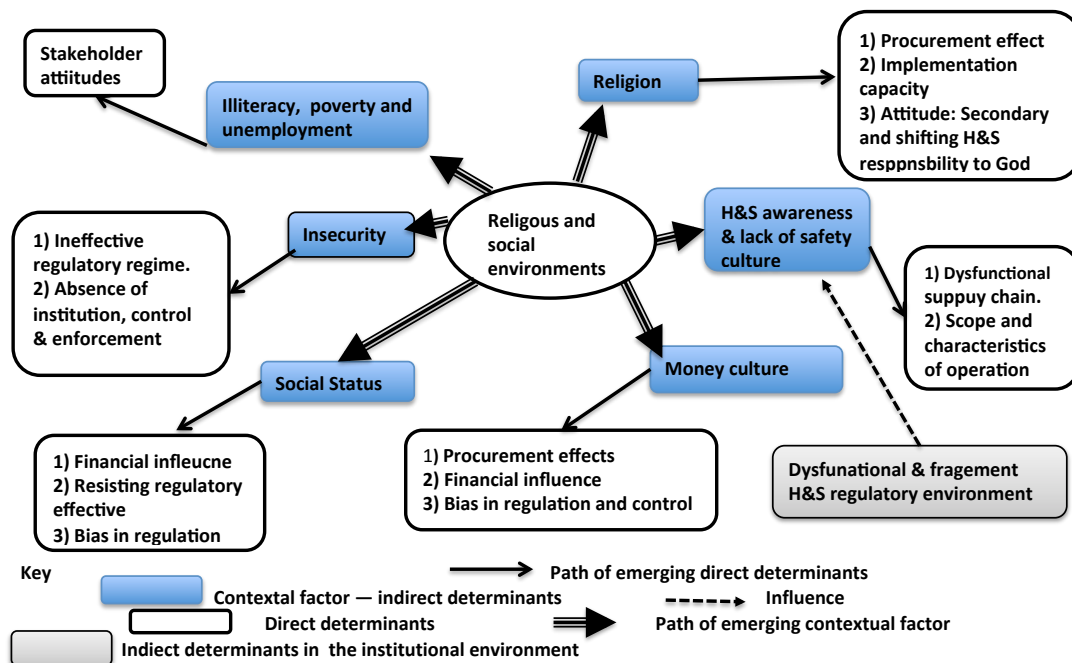 Stakeholder
attiitudes
Illiteracy, poverty and
unemployment
Religion
1) Procurement effect
2) Implementation
capacity
3) Attitude: Secondary
and shifting H&S
resppnsbility to God
Religous and
social
environments
H&S awareness
& lack of safety
culture
Insecurity
1) Ineffective
regulatory regime.
2) Absence of
institution, control
& enforcement
1) Dysfunctional
suppuy chain.
2) Scope and
characteristics
of operation
Social Status
Money culture
1) Financial infleucne
2) Resisting regulatory
effective
3) Bias in regulation
1) Procurement effects
2) Financial influence
3) Bias in regulation and control
Dysfunational & fragement
H&S regulatory environment
Key
Path of emerging direct determinants
Contextal factor — indirect determinants
Influence
Direct determinants
Path of emerging contextual factor
Indiect determinants in the institutional environment